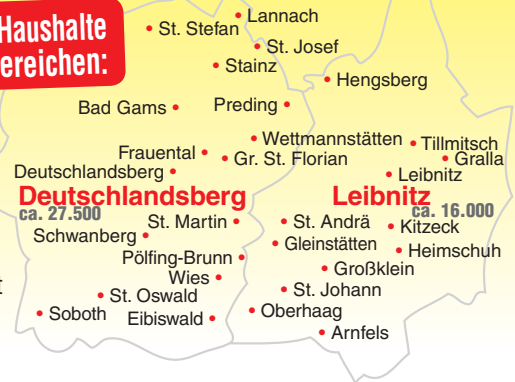 Haushalte
ereichen:
Lannach
St. Stefan
St. Josef
Stainz
Hengsberg
Bad Gams
Preding
Wettmannstätten
Tillmitsch
Frauental
Gr. St. Florian
Gralla
Deutschlandsberg
Leibnitz
Deutschlandsberg
Leibnitz
ca. 27.500
ca. 16.000
St. Martin
St. Andrä
Kitzeck
Schwanberg
Gleinstätten
Heimschuh
Pölfing-Brunn
Großklein
Wies
St. Johann
St. Oswald
Soboth
Eibiswald
Oberhaag
Arnfels